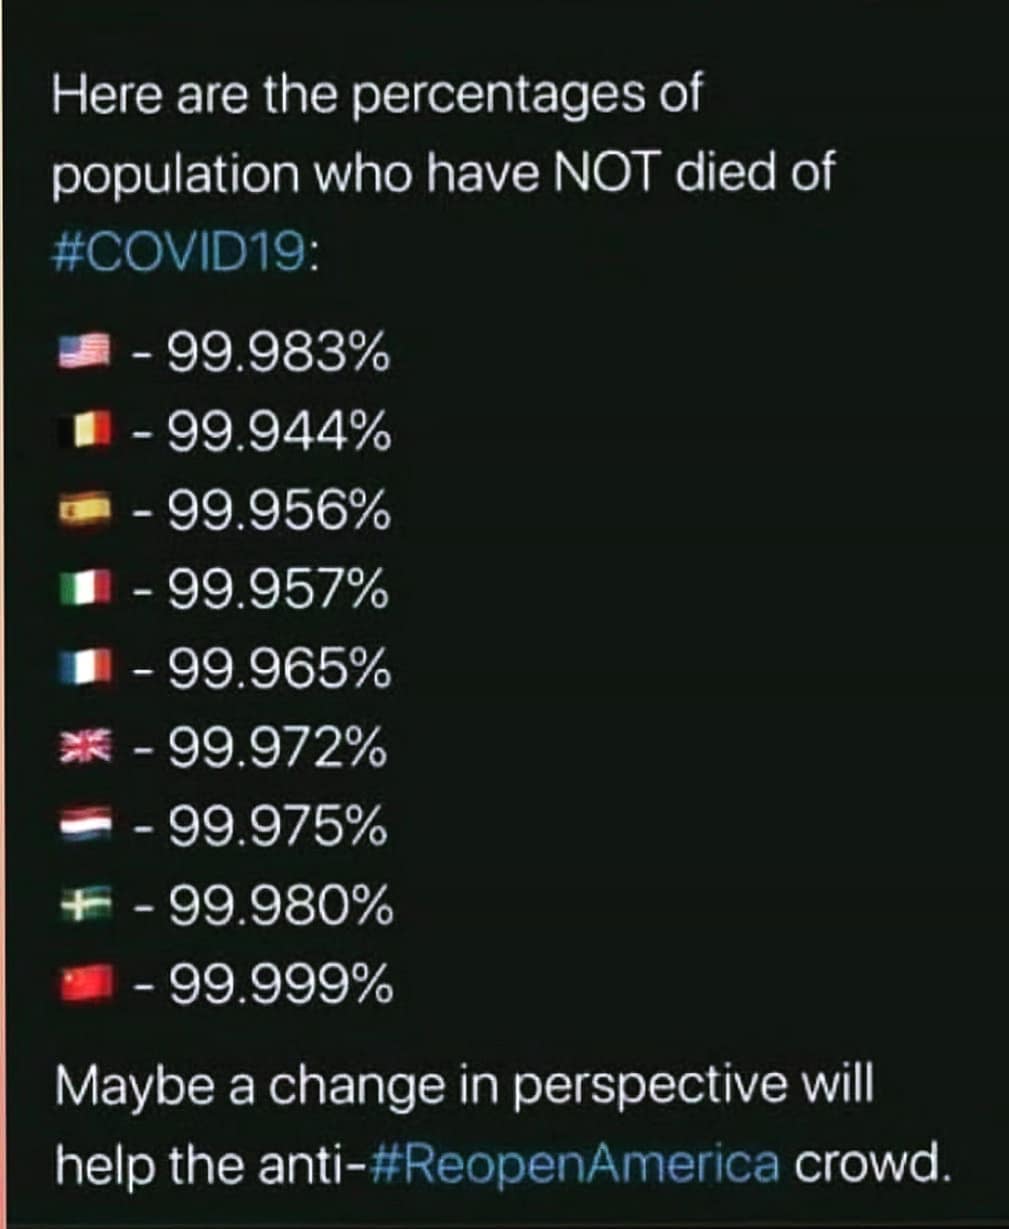 Here are the percentages of
population who have NOT died of
#COVID19:
🇺🇸 - 99.983%
🇧🇪 - 99.944%
🇪🇸 - 99.956%
🇮🇹 - 99.957%
🇫🇷 - 99.965%
🇬🇧 - 99.972%
🇳🇱 - 99.975%
🇸🇪 - 99.980%
🇨🇳 - 99.999%
Maybe a change in perspective will
help the anti-#ReopenAmerica crowd.